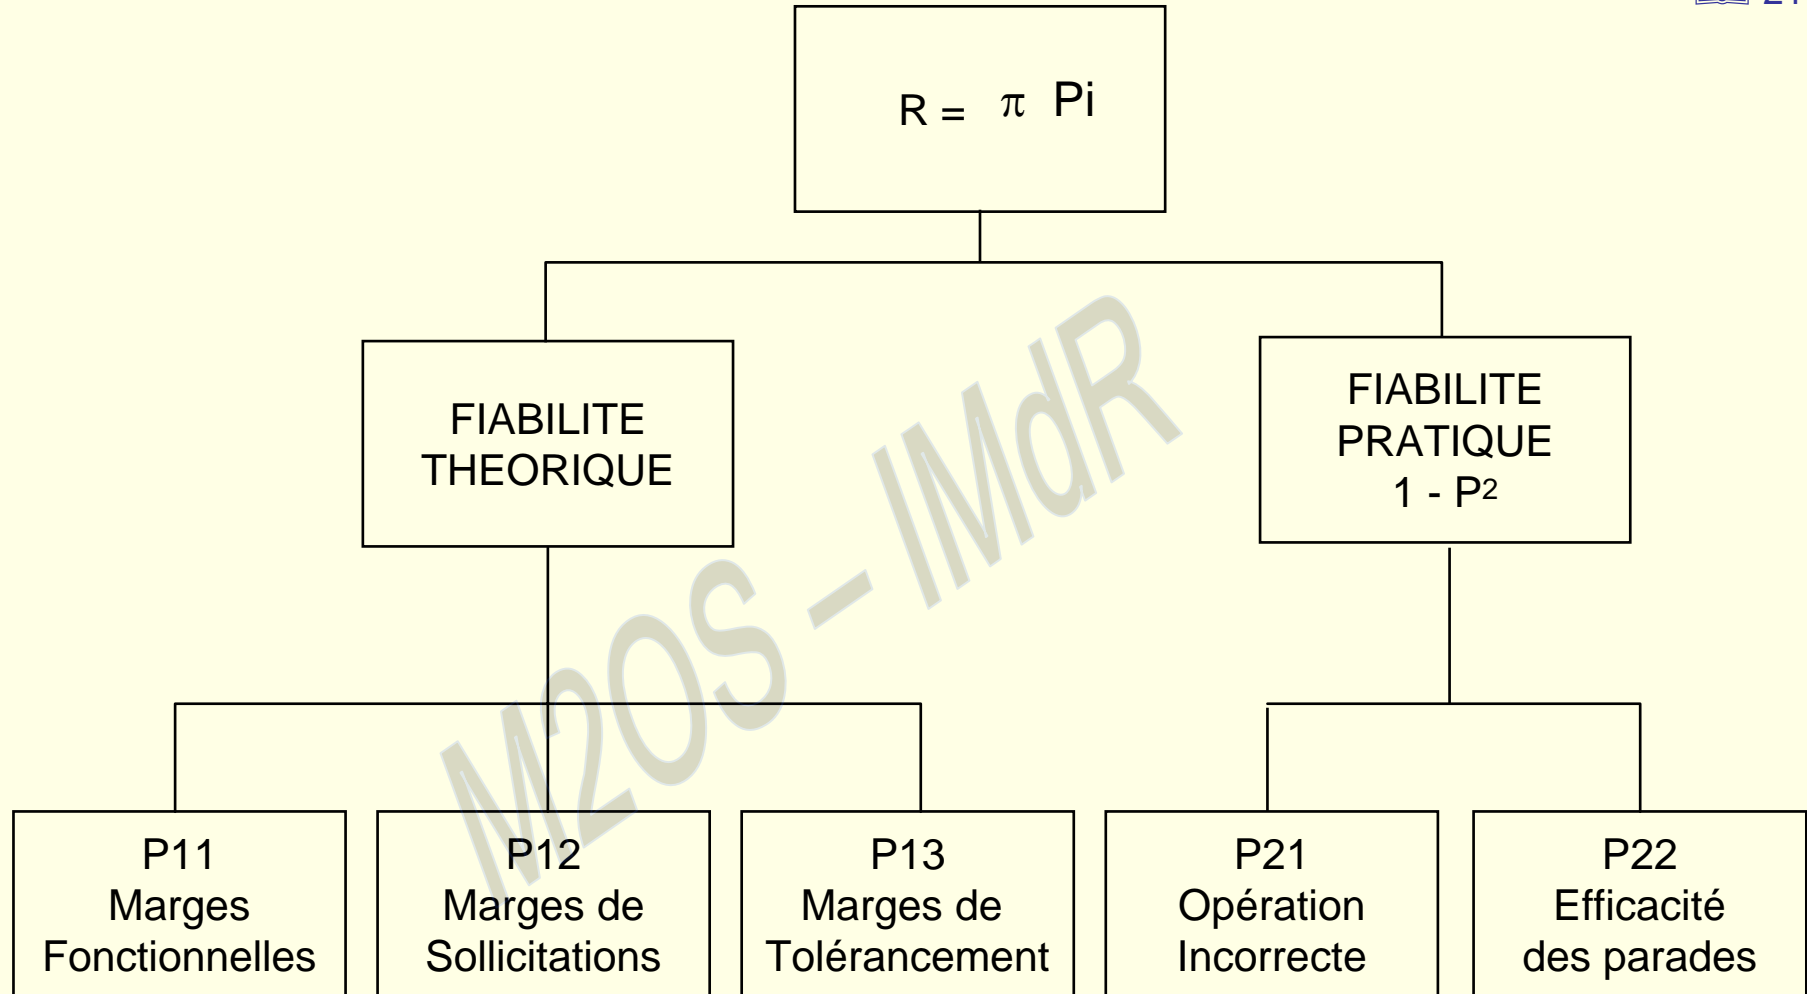 R = π Pi
FIABILITE
THEORIQUE
FIABILITE
PRATIQUE
1 - P2
M2OS – IMdR
P11
Marges
Fonctionnelles
P12
Marges de
Sollicitations
P13
Marges de
Tolérancement
P21
Opération
Incorrecte
P22
Efficacité
des parades